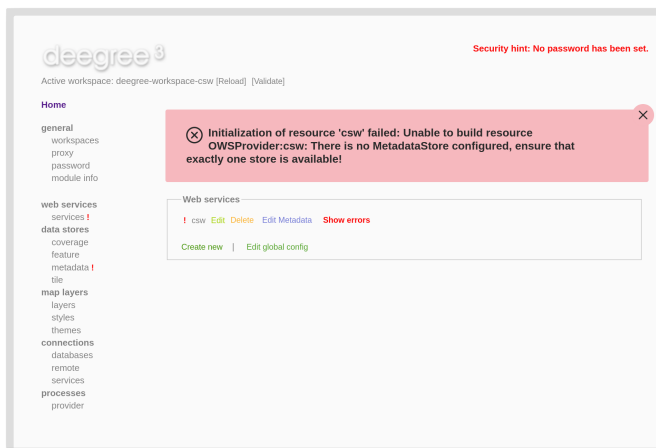 deegree 3
Security hint: No password has been set.
Active workspace: deegree-workspace-csw [Reload] [Validate]
Home
general
workspaces
proxy
password
module info
web services
services !
data stores
coverage
feature
metadata !
tile
map layers
layers
styles
themes
connections
databases
remote
services
processes
provider
Initialization of resource 'csw' failed: Unable to build resource
OWSProvider:csw: There is no MetadataStore configured, ensure that
exactly one store is available!
Web services
! csw Edit Delete Edit Metadata Show errors
Create new | Edit global config